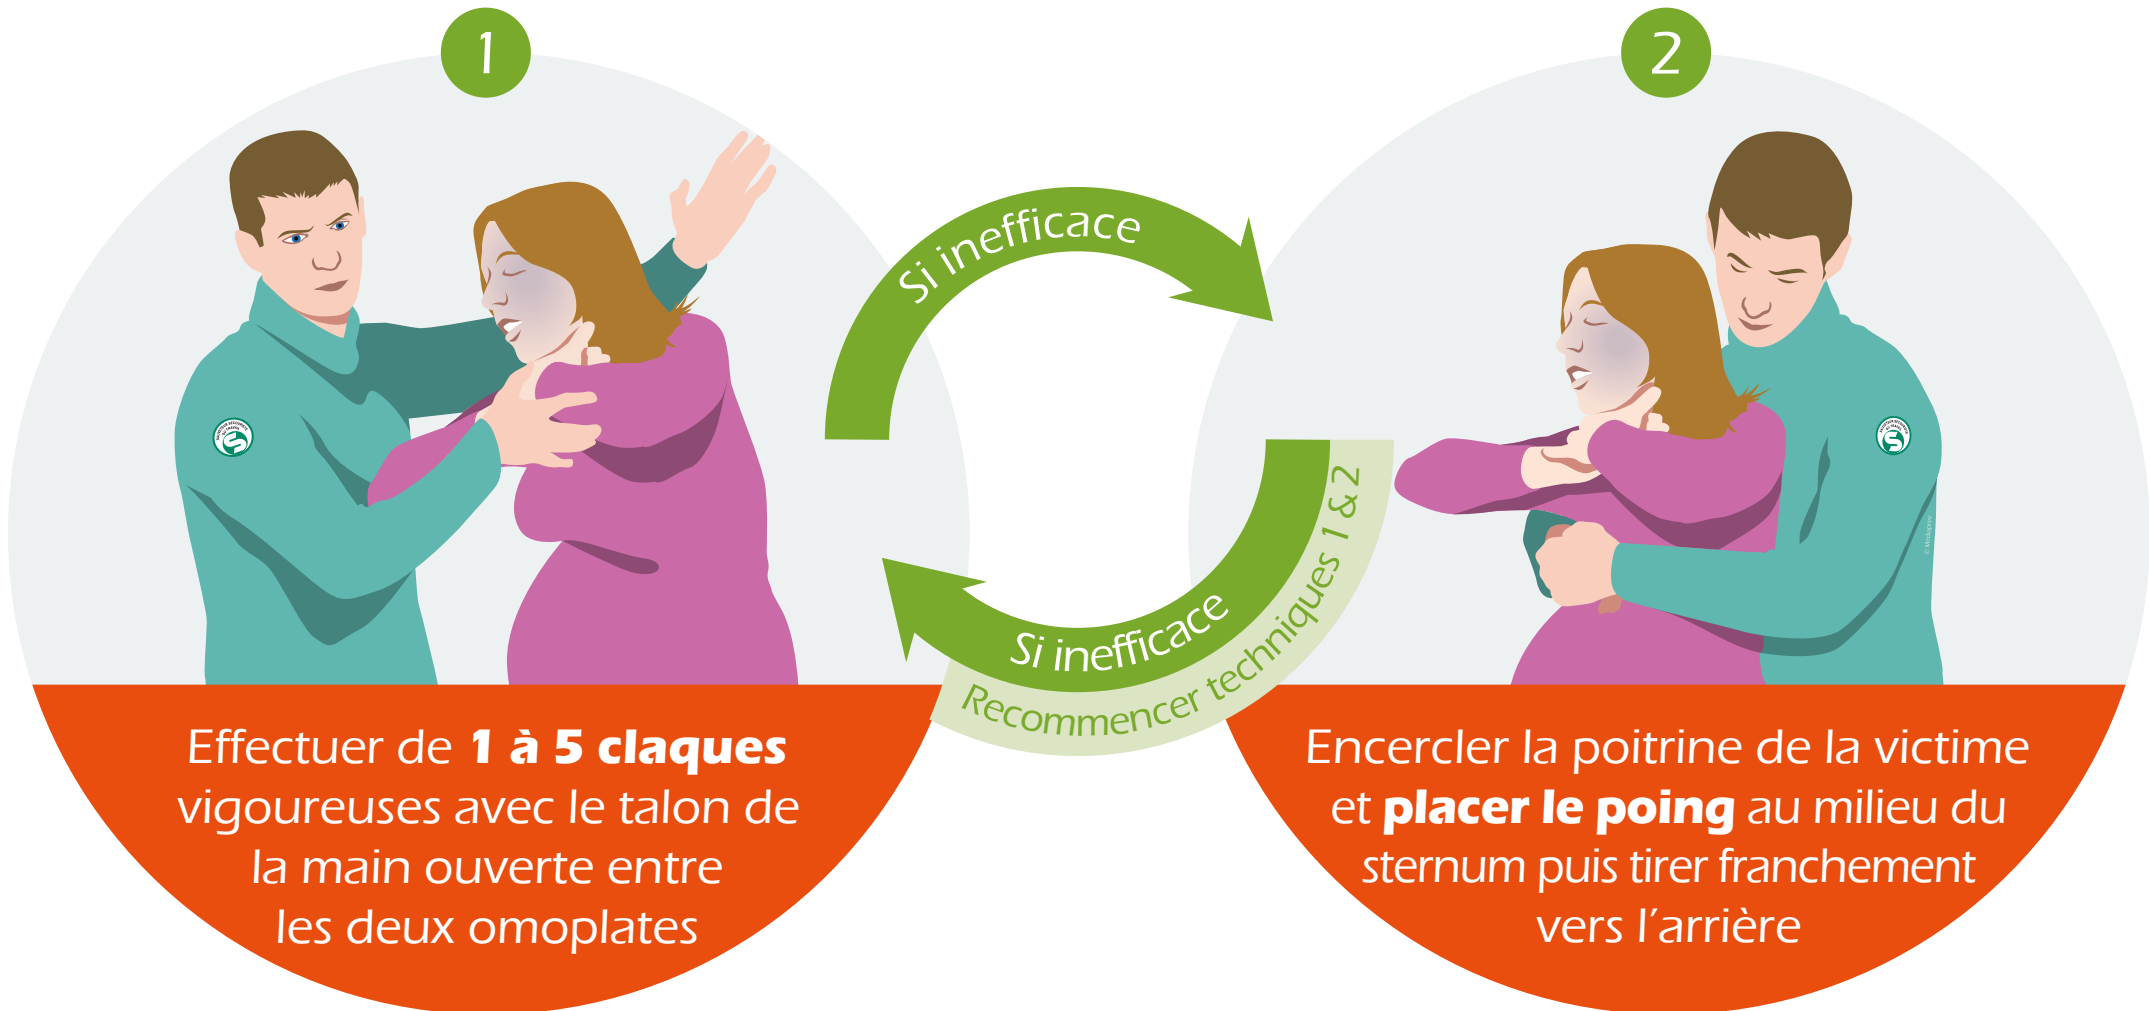 1
2
Si inefficace
Si inefficace
Recommencer techniques 1 & 2
Effectuer de 1 à 5 claques
vigoureuses avec le talon de
la main ouverte entre
les deux omoplates
Encercler la poitrine de la victime
et placer le poing au milieu du
sternum puis tirer franchement
vers l’arrière